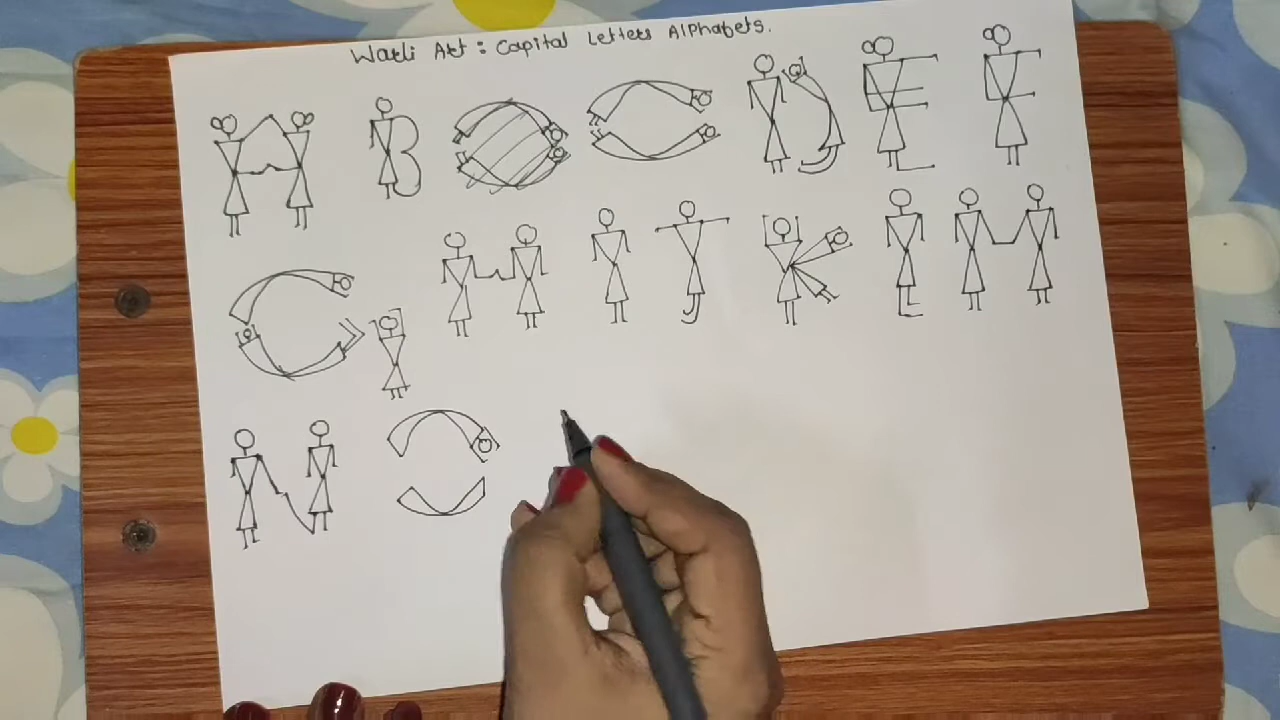 Warli Art : Capital Letters Alphabets.
A B C D E F
G H I J K L M
N O